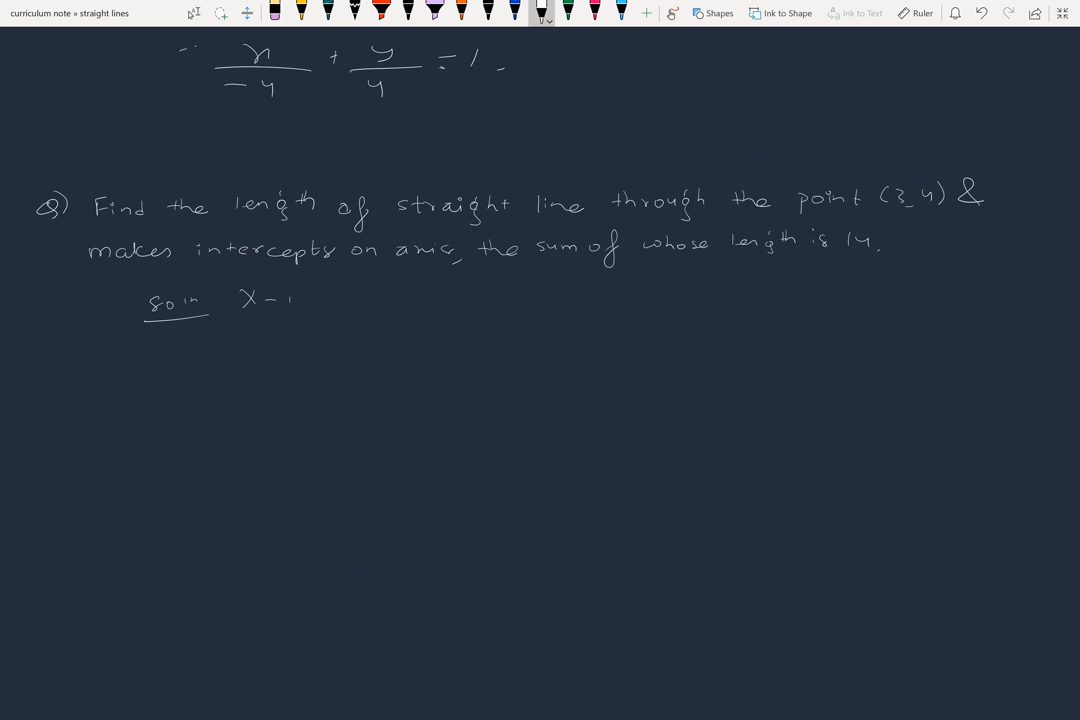 curriculum note » straight lines Shapes Ink to Shape Ink to Text Ruler
∴ x/-4 + y/4 = 1.
Q) Find the length of straight line through the point (3, 4) &
makes intercepts on axis, the sum of whose length is 14.
Soln X - i